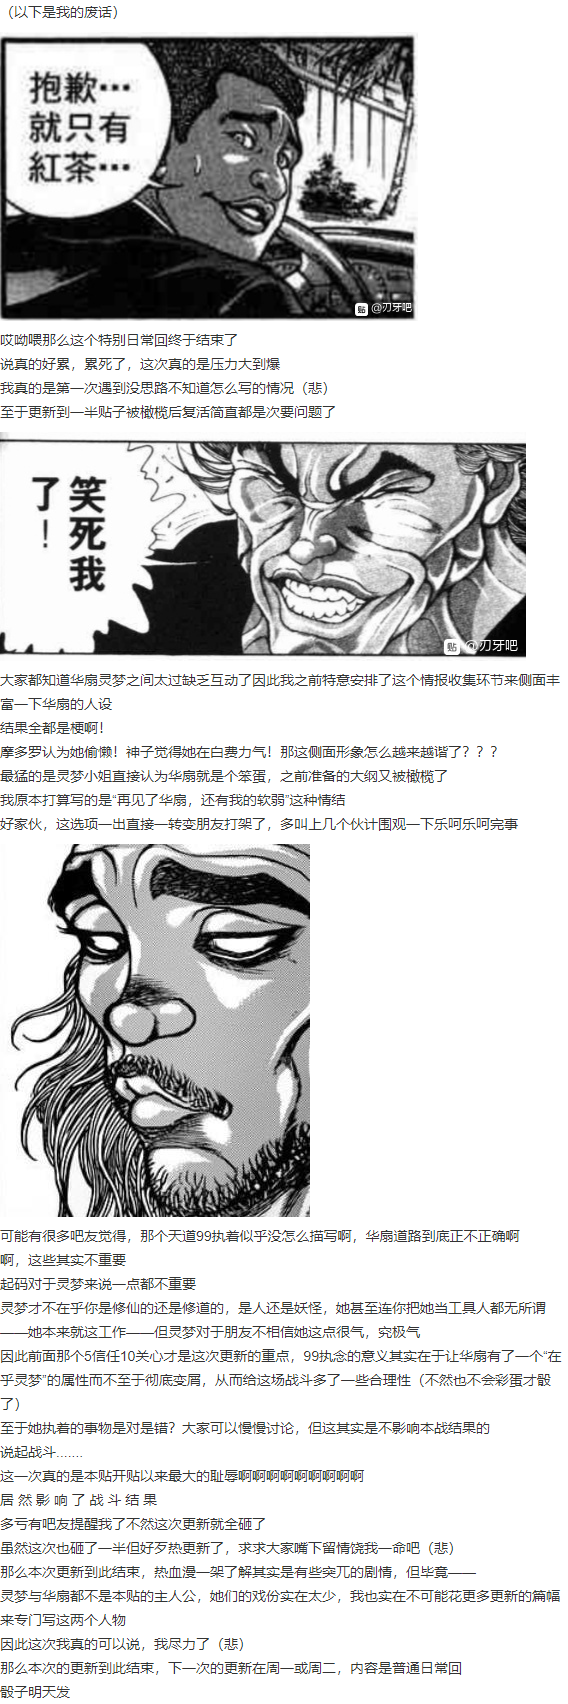 （以下是我的废话）
抱歉…
就只有
紅茶…
贴 @刃牙吧
哎呦喂那么这个特别日常回终于结束了
说真的好累，累死了，这次真的是压力大到爆
我真的是第一次遇到没思路不知道怎么写的情况（悲）
至于更新到一半贴子被橄榄后复活简直都是次要问题了
笑死我
了！
贴 @刃牙吧
大家都知道华扇灵梦之间太过缺乏互动了因此我之前特意安排了这个情报收集环节来侧面丰
富一下华扇的人设
结果全都是梗啊！
摩多罗认为她偷懒！神子觉得她在白费力气！那这侧面形象怎么越来越谐了？？？
最猛的是灵梦小姐直接认为华扇就是个笨蛋，之前准备的大纲又被橄榄了
我原本打算写的是“再见了华扇，还有我的软弱”这种情结
好家伙，这选项一出直接一转变朋友打架了，多叫上几个伙计围观一下乐呵乐呵完事
可能有很多吧友觉得，那个天道99执着似乎没怎么描写啊，华扇道路到底正不正确啊
啊，这些其实不重要
起码对于灵梦来说一点都不重要
灵梦才不在乎你是修仙的还是修道的，是人还是妖怪，她甚至连你把她当工具人都无所谓
——她本来就这工作——但灵梦对于朋友不相信她这点很气，究极气
因此前面那个5信任10关心才是这次更新的重点，99执念的意义其实在于让华扇有了一个“在
乎灵梦”的属性而不至于彻底变屑，从而给这场战斗多了一些合理性（不然也不会彩蛋才骰
了）
至于她执着的事物是对是错？大家可以慢慢讨论，但这其实是不影响本战结果的
说起战斗.......
这一次真的是本贴开贴以来最大的耻辱啊啊啊啊啊啊啊啊啊
居 然 影 响 了 战 斗 结 果
多亏有吧友提醒我了不然这次更新就全砸了
虽然这次也砸了一半但好歹热更新了，求求大家嘴下留情饶我一命吧（悲）
那么本次更新到此结束，热血漫一架了解其实是有些突兀的剧情，但毕竟——
灵梦与华扇都不是本贴的主人公，她们的戏份实在太少，我也实在不可能花更多更新的篇幅
来专门写这两个人物
因此这次我真的可以说，我尽力了（悲）
那么本次的更新到此结束，下一次的更新在周一或周二，内容是普通日常回
骰子明天发